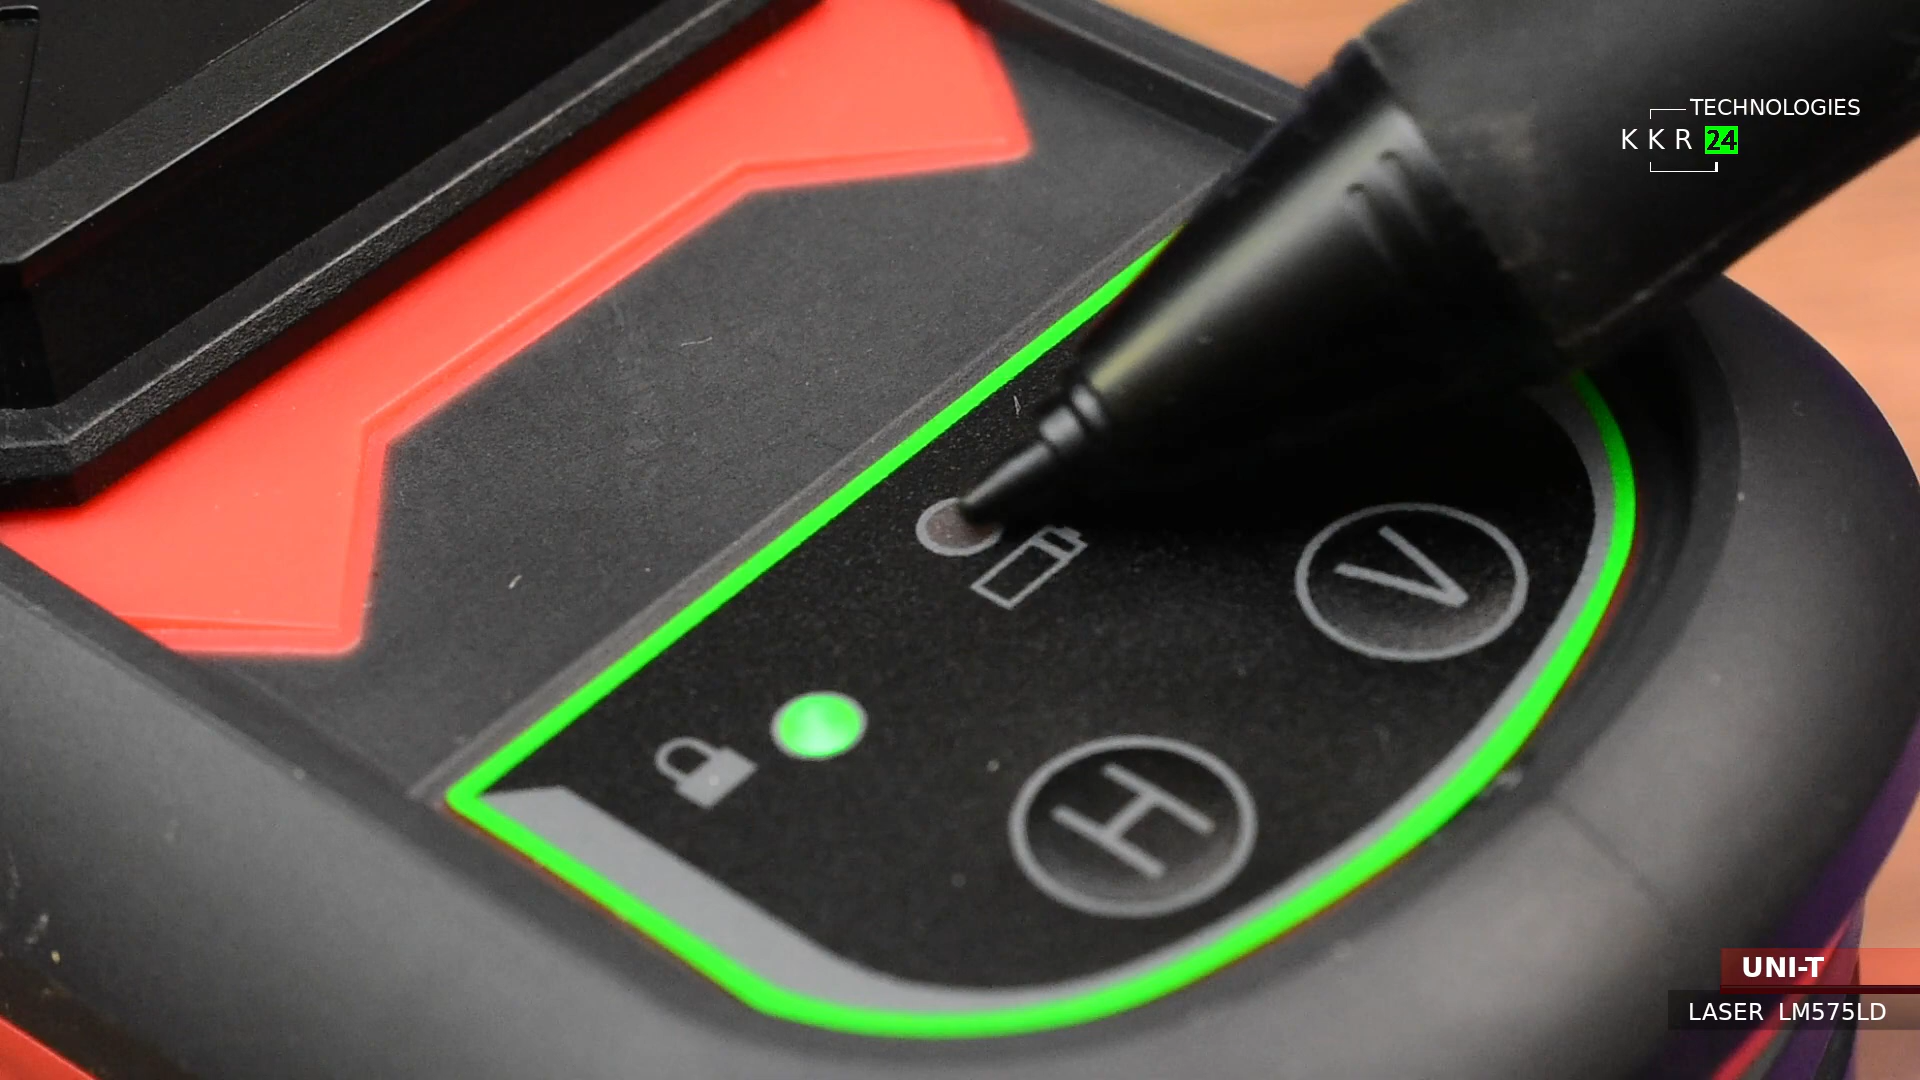 TECHNOLOGIES
KKR 24
V
H
UNI-T
LASER LM575LD